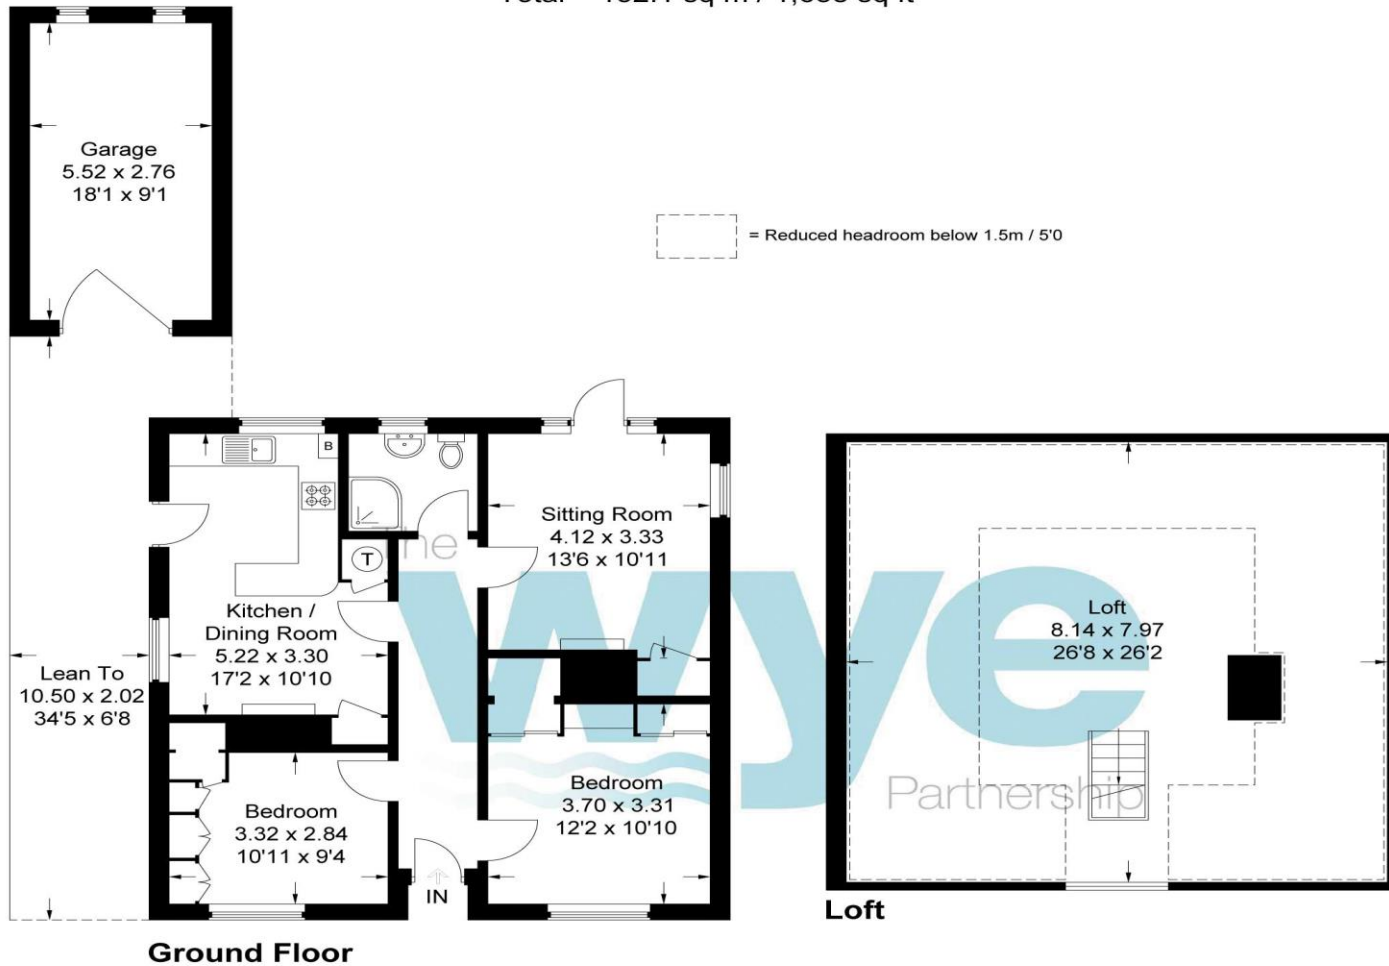 Garage
5.52 x 2.76
18'1 x 9'1
= Reduced headroom below 1.5m / 5'0
B
Sitting Room
4.12 x 3.33
13'6 x 10'11
The
T
wye
Partnership
Kitchen /
Dining Room
5.22 x 3.30
17'2 x 10'10
Lean To
10.50 x 2.02
34'5 x 6'8
Loft
8.14 x 7.97
26'8 x 26'2
Bedroom
3.32 x 2.84
10'11 x 9'4
Bedroom
3.70 x 3.31
12'2 x 10'10
IN
Loft
Ground Floor